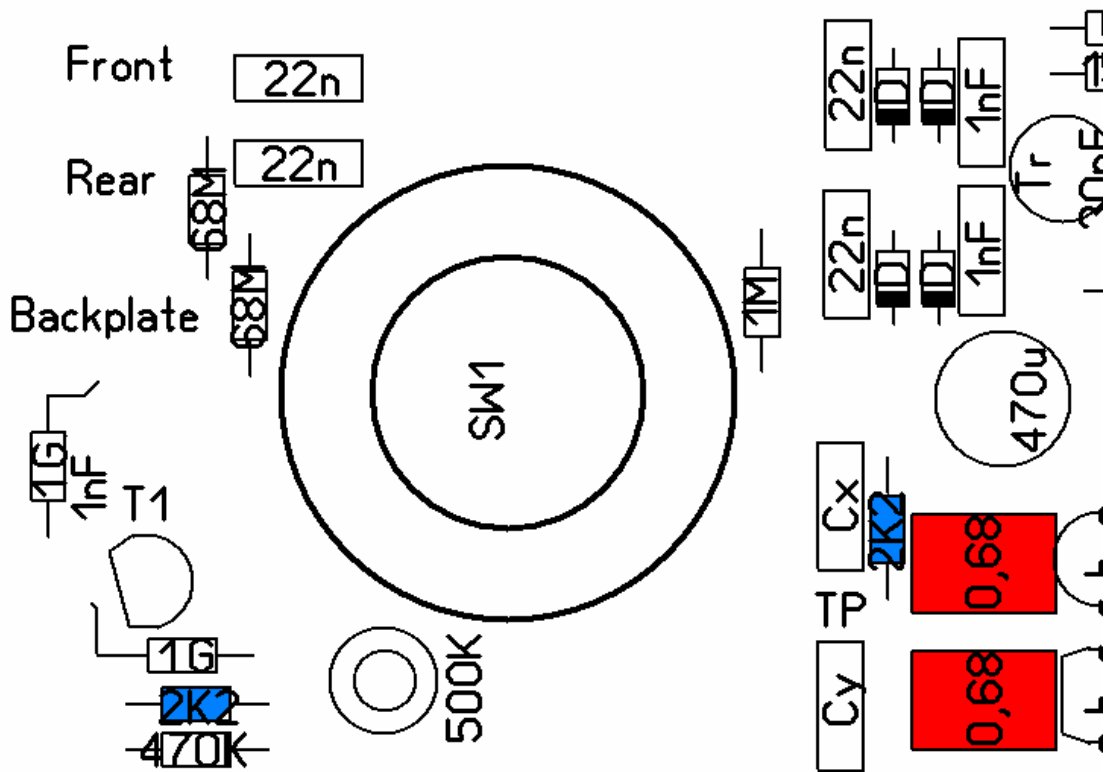 Front
22n
Rear
22n
68M
68M
Backplate
1G
1nF
T1
1G
2K2
470K
500K
SW1
1M
22n
D
D
1nF
Tr
22n
D
D
1nF
470u
Cx
2K2
0,68
TP
Cy
0,68